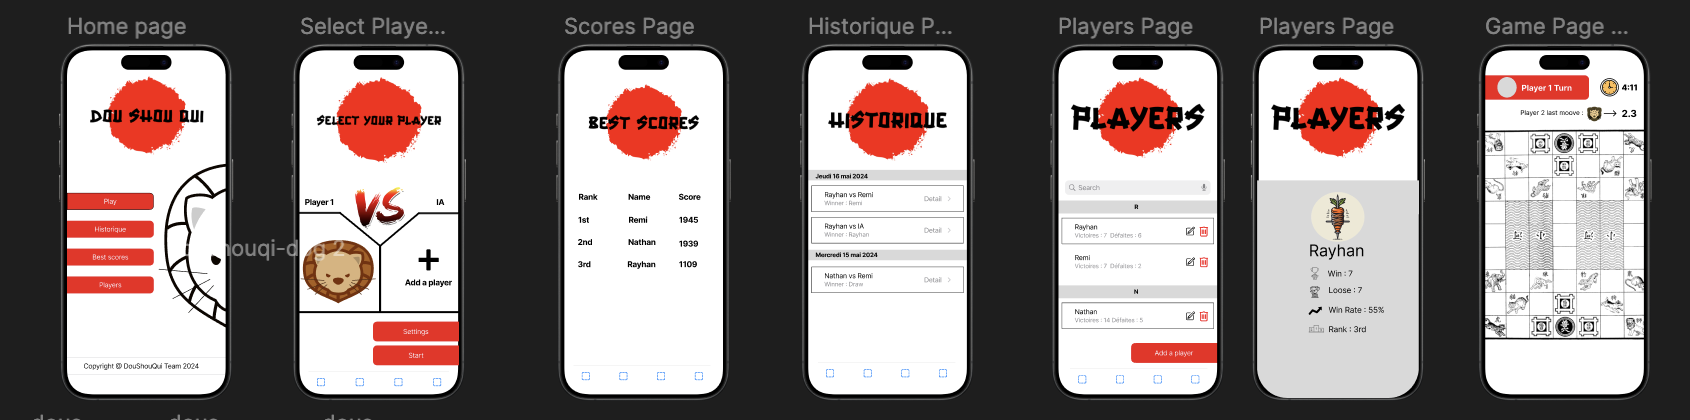 Home page
DOU SHOU QUI
Play
Historique
Best scores
Players
Copyright @ DouShouQui Team 2024
Select Playe...
SELECT YOUR PLAYER
Player 1
VS
IA
Add a player
Settings
Start
Scores Page
BEST SCORES
Rank Name Score
1st Remi 1945
2nd Nathan 1939
3rd Rayhan 1109
Historique P...
HISTORIQUE
Jeudi 16 mai 2024
Rayhan vs Remi
Winner : Remi
Detail
Rayhan vs IA
Winner : Rayhan
Detail
Mercredi 15 mai 2024
Nathan vs Remi
Winner : Draw
Detail
Players Page
PLAYERS
Search
R
Rayhan
Victoires : 7 Défaites : 6
Remi
Victoires : 7 Défaites : 2
N
Nathan
Victoires : 14 Défaites : 5
Add a player
Players Page
PLAYERS
Rayhan
Win : 7
Loose : 7
Win Rate : 55%
Rank : 3rd
Game Page ...
Player 1 Turn
4:11
Player 2 last moove :
2.3